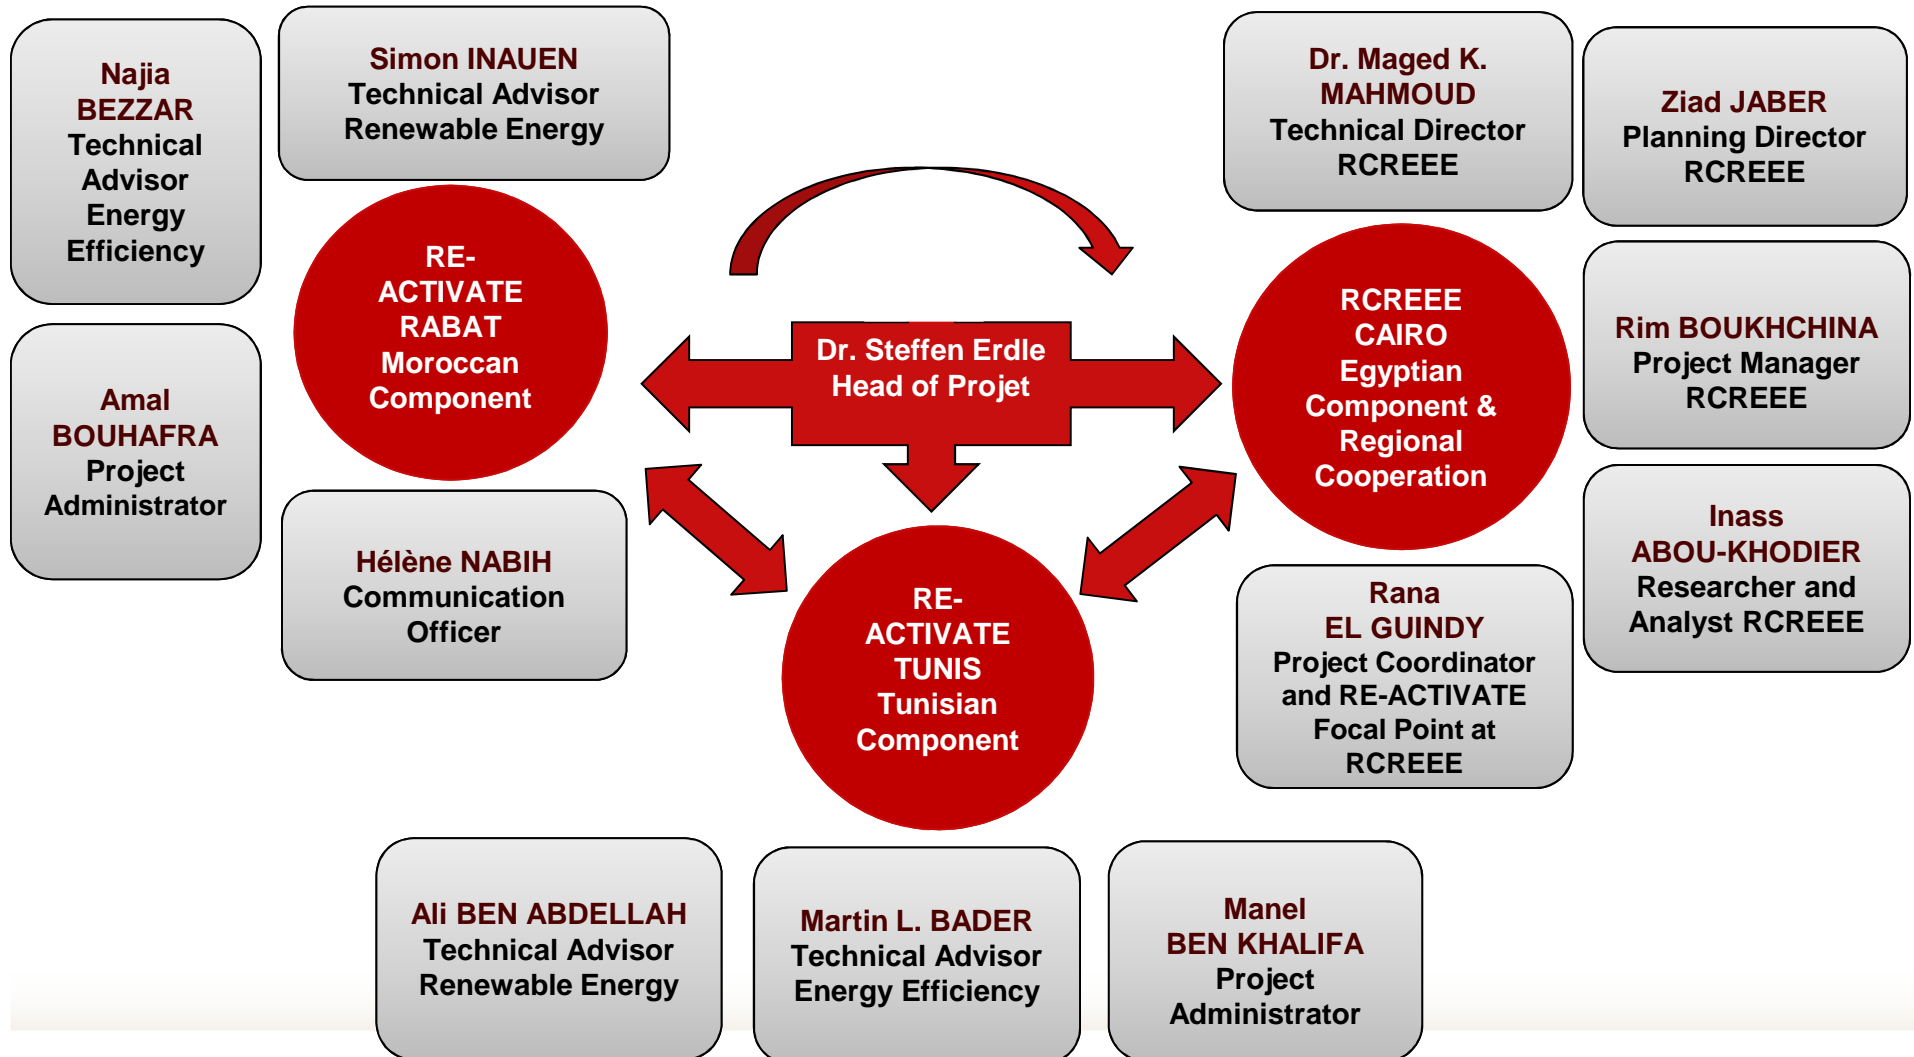 Najia
BEZZAR
Technical
Advisor
Energy
Efficiency
Simon INAUEN
Technical Advisor
Renewable Energy
Dr. Maged K.
MAHMOUD
Technical Director
RCREEE
Ziad JABER
Planning Director
RCREEE
RE-
ACTIVATE
RABAT
Moroccan
Component
Dr. Steffen Erdle
Head of Projet
RCREEE
CAIRO
Egyptian
Component &
Regional
Cooperation
Rim BOUKHCHINA
Project Manager
RCREEE
Amal
BOUHAFRA
Project
Administrator
Hélène NABIH
Communication
Officer
RE-
ACTIVATE
TUNIS
Tunisian
Component
Rana
EL GUINDY
Project Coordinator
and RE-ACTIVATE
Focal Point at
RCREEE
Inass
ABOU-KHODIER
Researcher and
Analyst RCREEE
Ali BEN ABDELLAH
Technical Advisor
Renewable Energy
Martin L. BADER
Technical Advisor
Energy Efficiency
Manel
BEN KHALIFA
Project
Administrator